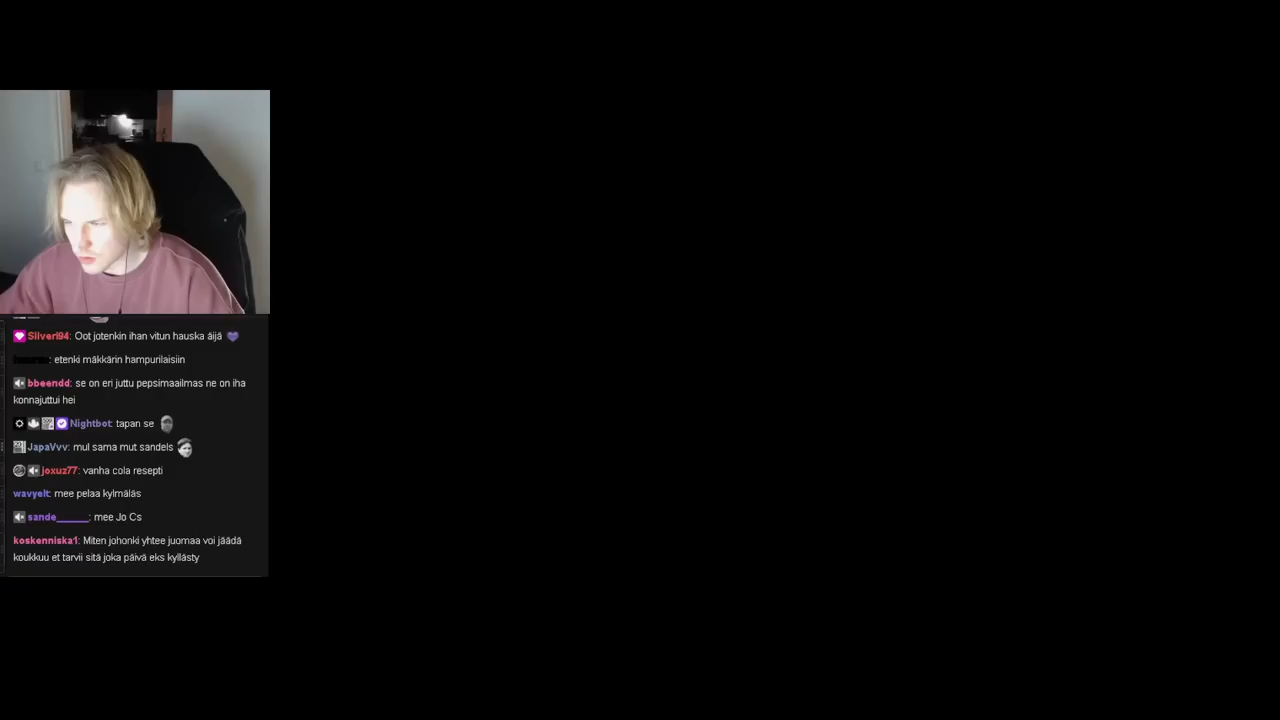 Silveri94: Oot jotenkin ihan vitun hauska äijä
: etenki mäkkärin hampurilaisiin
bbeendd: se on eri juttu pepsimaailmas ne on iha
konnajuttui hei
Nightbot: tapan se
JapaVvv: mul sama mut sandels
joxuz77: vanha cola resepti
wavyelt: mee pelaa kylmäläs
sande______: mee Jo Cs
koskenniska1: Miten johonki yhtee juomaa voi jäädä
koukkuu et tarvii sitä joka päivä eks kyllästy